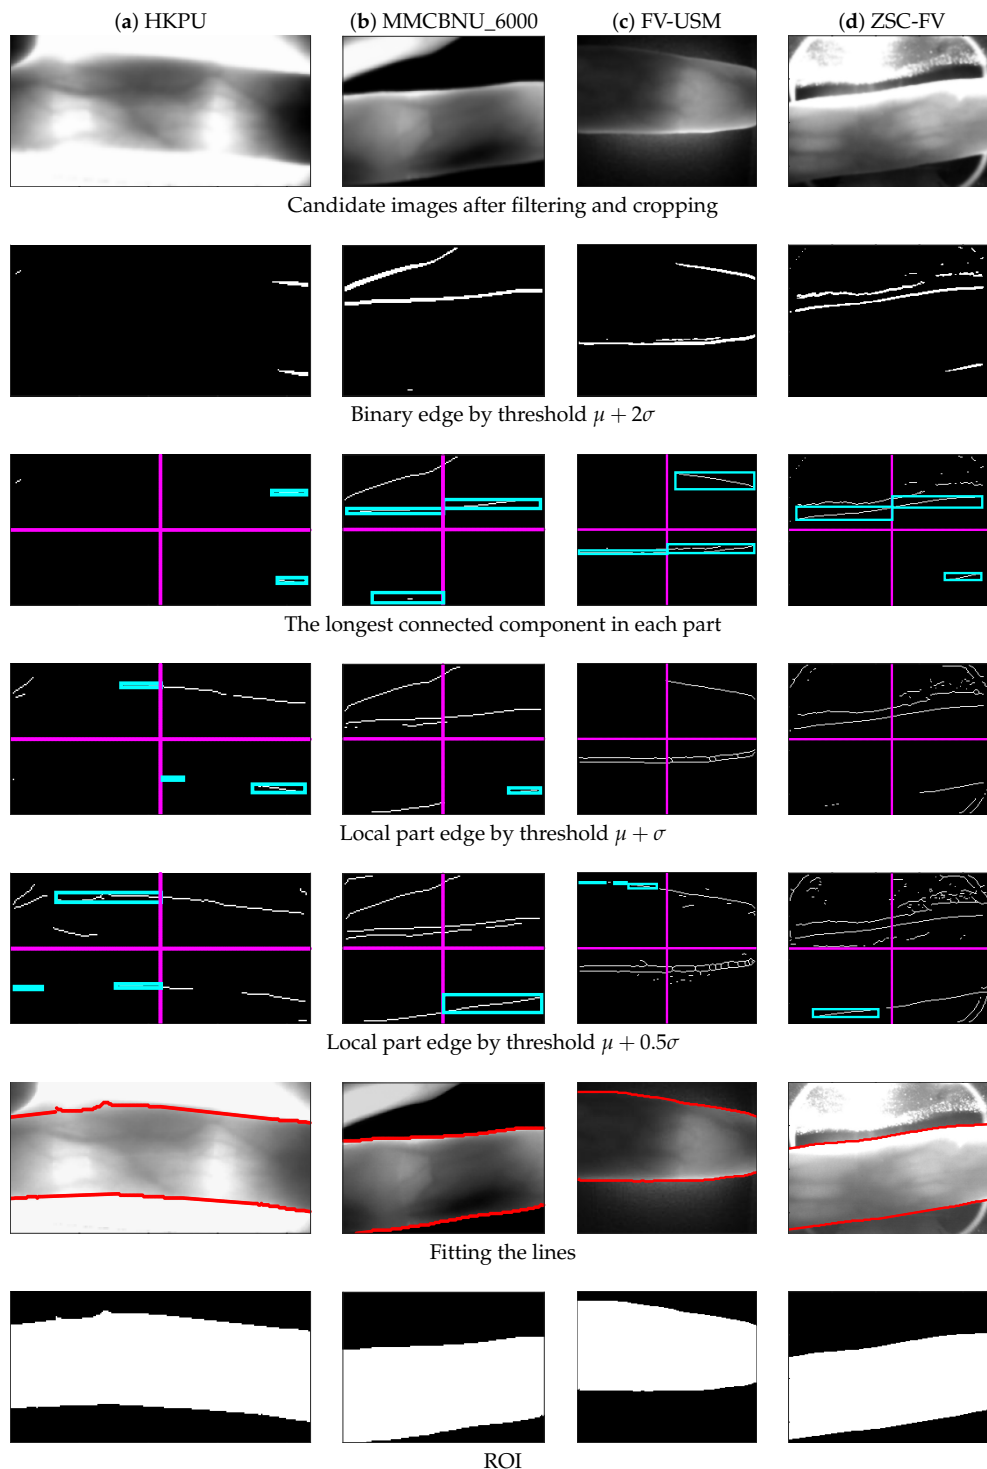 (a) HKPU (b) MMCBNU_6000 (c) FV-USM (d) ZSC-FV
Candidate images after filtering and cropping
Binary edge by threshold μ + 2σ
The longest connected component in each part
Local part edge by threshold μ + σ
Local part edge by threshold μ + 0.5σ
Fitting the lines
ROI